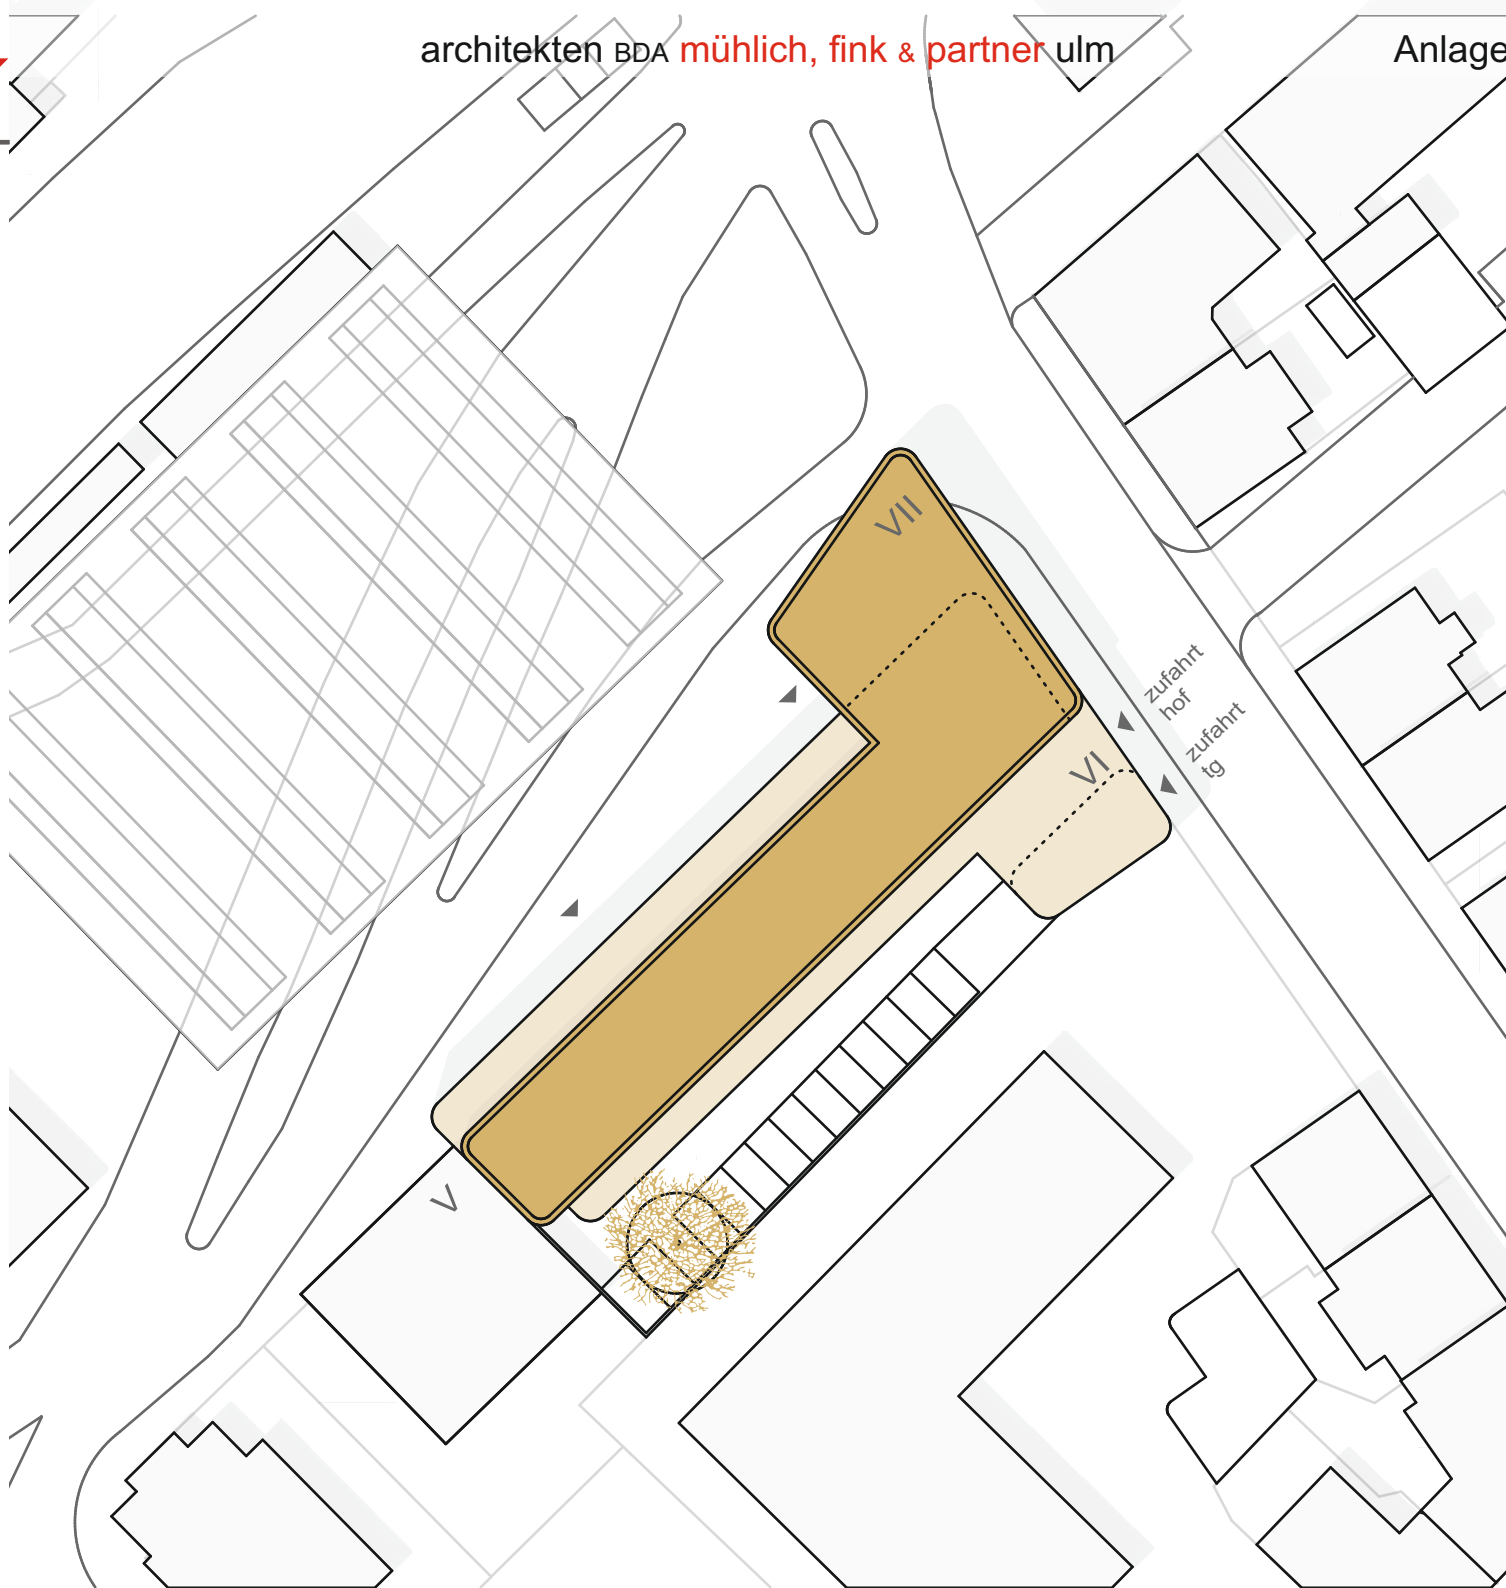 architekten BDA mühlich, fink & partner ulm
Anlage
VII
zufahrt
hof
zufahrt
tg
VI
V